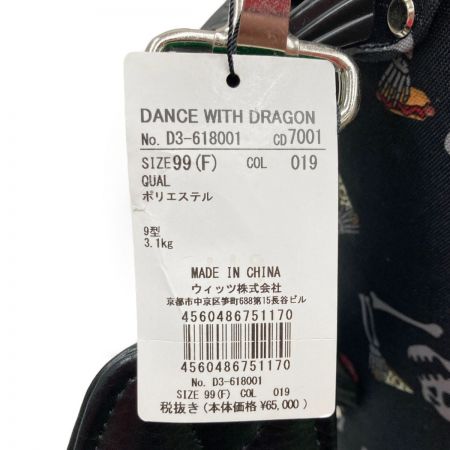 DANCE WITH DRAGON
No. D3-618001 CD7001
SIZE 99(F) COL 019
QUAL
ポリエステル
9型
3.1kg
MADE IN CHINA
ウィッツ株式会社
京都市中京区笋町688第15長谷ビル
4560486751170
4560486751170
No. D3-618001
SIZE 99(F) COL 019
税抜き(本体価格 ¥65,000)